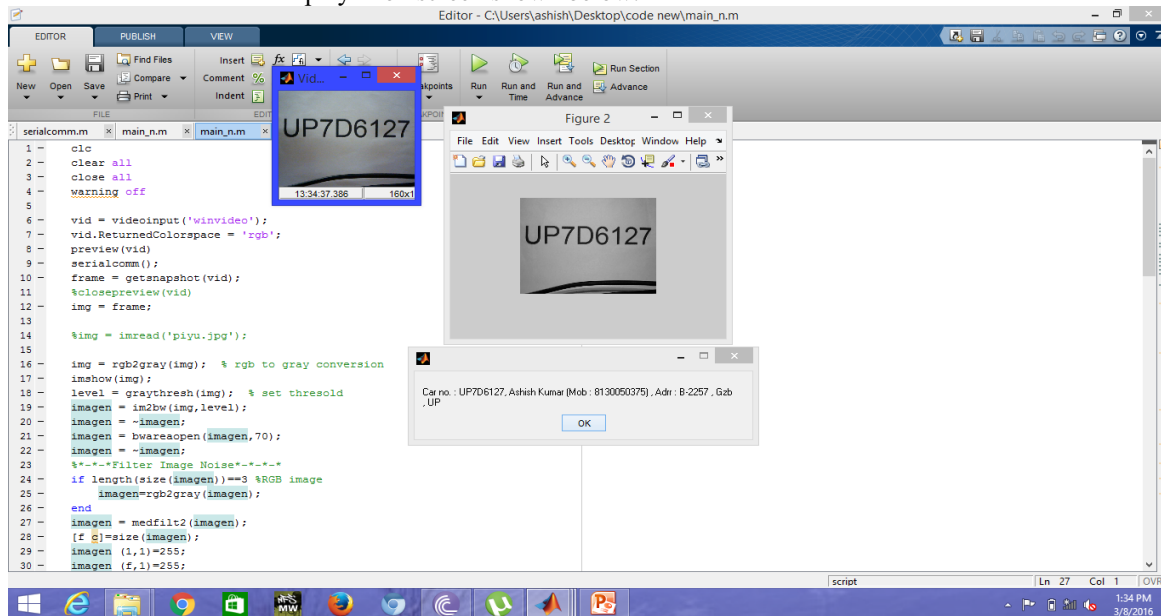 Editor - C:\Users\ashish\Desktop\code new\main_n.m
EDITOR PUBLISH VIEW
New Open Save
Find Files
Compare
Print
FILE
Insert fx
Comment %
Indent
EDIT
Run
Run and Time
Run and Advance
Run Section
Advance
serialcomm.m × main_n.m × main_n.m ×
1 - clc
2 - clear all
3 - close all
4 - warning off
5
6 - vid = videoinput('winvideo');
7 - vid.ReturnedColorspace = 'rgb';
8 - preview(vid)
9 - serialcomm();
10 - frame = getsnapshot(vid);
11 %closepreview(vid)
12 - img = frame;
13
14 %img = imread('piyu.jpg');
15
16 - img = rgb2gray(img); % rgb to gray conversion
17 - imshow(img);
18 - level = graythresh(img); % set thresold
19 - imagen = im2bw(img,level);
20 - imagen = ~imagen;
21 - imagen = bwareaopen(imagen,70);
22 - imagen = ~imagen;
23 %*-*-*Filter Image Noise*-*-*-*
24 - if length(size(imagen))==3 %RGB image
25 - imagen=rgb2gray(imagen);
26 - end
27 - imagen = medfilt2(imagen);
28 - [f c]=size(imagen);
29 - imagen (1,1)=255;
30 - imagen (f,1)=255;
Vid...
UP7D6127
13:34:37.386 160x1
Figure 2
File Edit View Insert Tools Desktop Window Help
UP7D6127
Car no. : UP7D6127, Ashish Kumar (Mob : 8130050375) , Adrr : B-2257 , Gzb
, UP
OK
script Ln 27 Col 1 OVR
MW
1:34 PM
3/8/2016